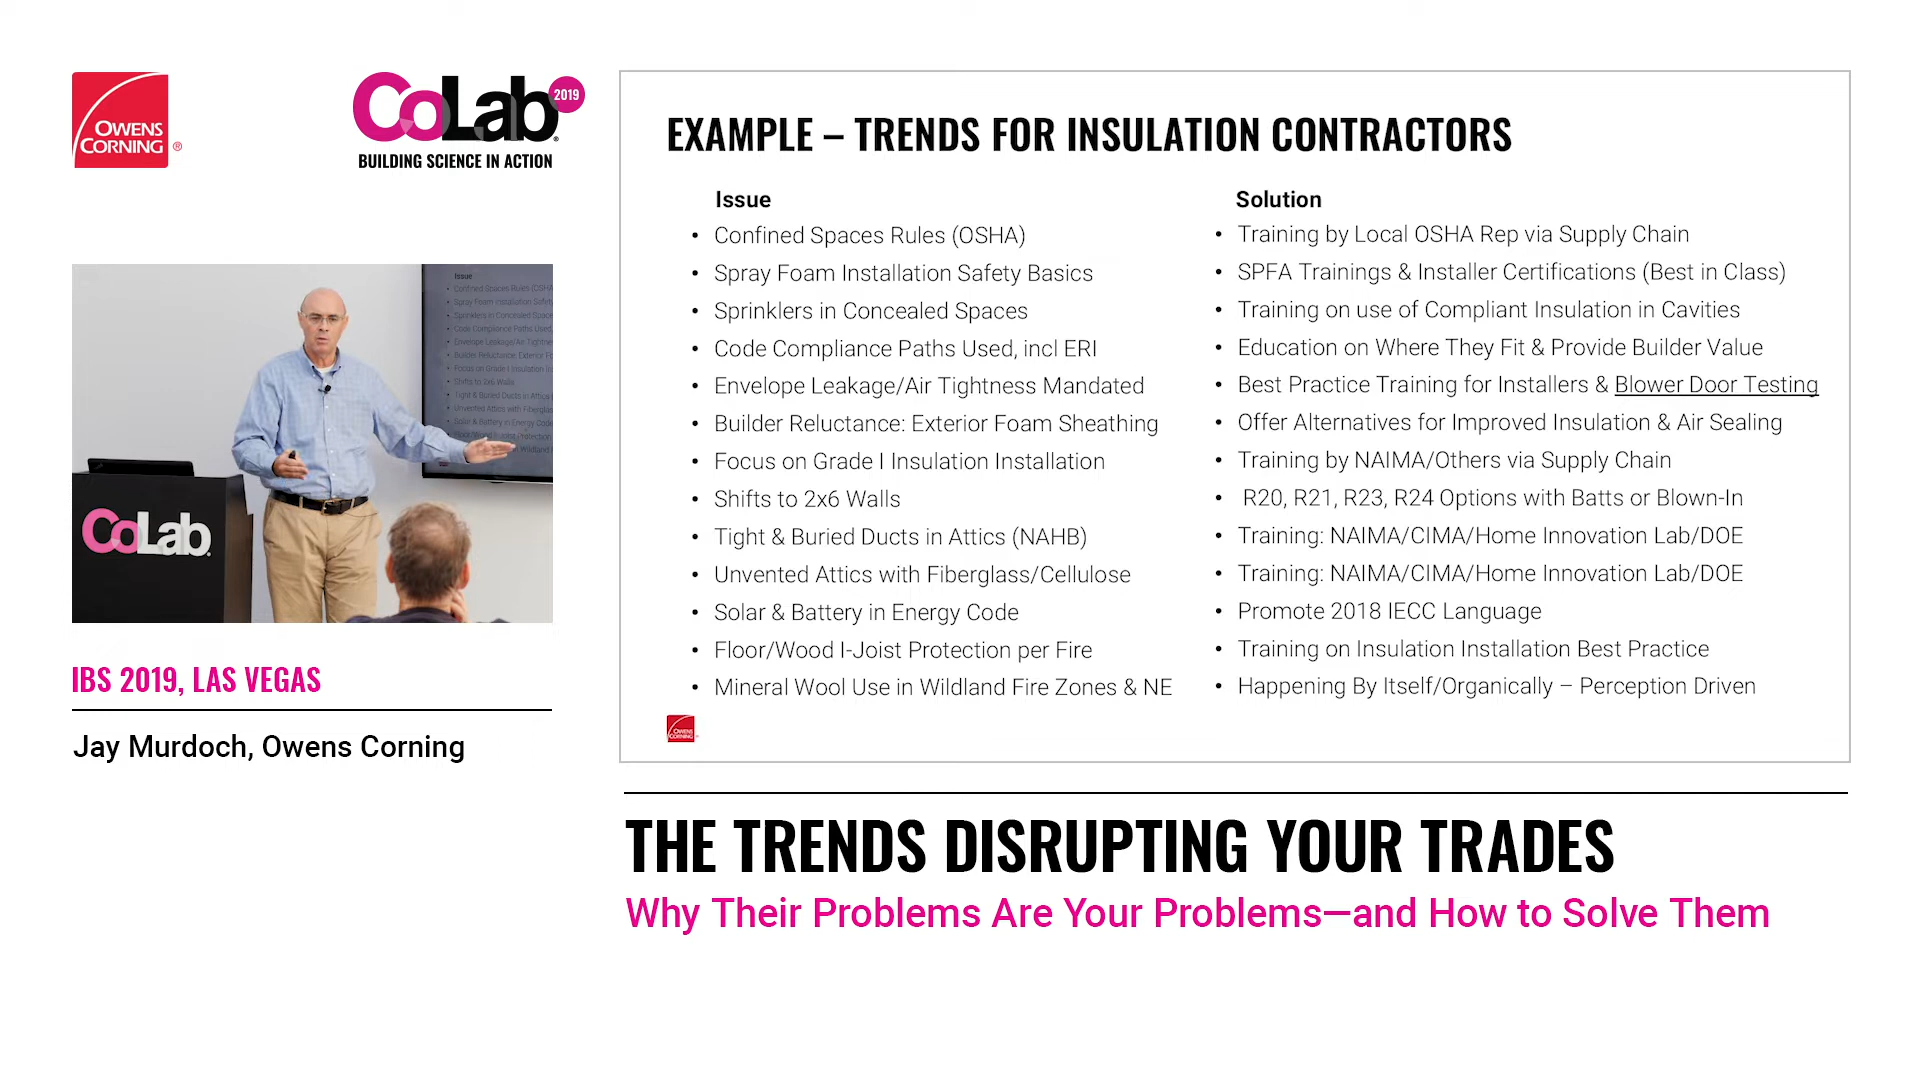 OWENS
CORNING ®
CoLab® 2019
BUILDING SCIENCE IN ACTION
Issue
CoLab®
IBS 2019, LAS VEGAS
Jay Murdoch, Owens Corning
EXAMPLE – TRENDS FOR INSULATION CONTRACTORS
Issue
• Confined Spaces Rules (OSHA)
• Spray Foam Installation Safety Basics
• Sprinklers in Concealed Spaces
• Code Compliance Paths Used, incl ERI
• Envelope Leakage/Air Tightness Mandated
• Builder Reluctance: Exterior Foam Sheathing
• Focus on Grade I Insulation Installation
• Shifts to 2x6 Walls
• Tight & Buried Ducts in Attics (NAHB)
• Unvented Attics with Fiberglass/Cellulose
• Solar & Battery in Energy Code
• Floor/Wood I-Joist Protection per Fire
• Mineral Wool Use in Wildland Fire Zones & NE
Solution
• Training by Local OSHA Rep via Supply Chain
• SPFA Trainings & Installer Certifications (Best in Class)
• Training on use of Compliant Insulation in Cavities
• Education on Where They Fit & Provide Builder Value
• Best Practice Training for Installers & Blower Door Testing
• Offer Alternatives for Improved Insulation & Air Sealing
• Training by NAIMA/Others via Supply Chain
• R20, R21, R23, R24 Options with Batts or Blown-In
• Training: NAIMA/CIMA/Home Innovation Lab/DOE
• Training: NAIMA/CIMA/Home Innovation Lab/DOE
• Promote 2018 IECC Language
• Training on Insulation Installation Best Practice
• Happening By Itself/Organically – Perception Driven
OWENS
CORNING
THE TRENDS DISRUPTING YOUR TRADES
Why Their Problems Are Your Problems—and How to Solve Them